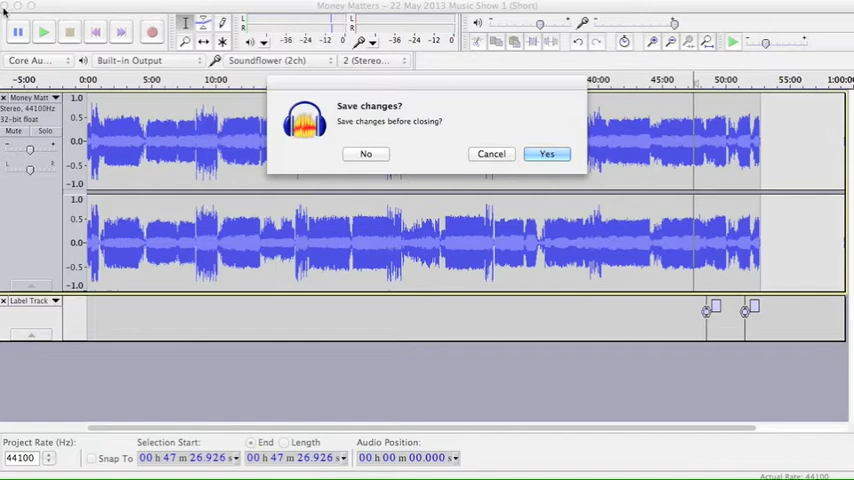 Money Matters – 22 May 2013 Music Show 1 (Short)
L
R
-36 -24 -12 0
L
R
-36 -24 -12 0
Core Au... Built-in Output Soundflower (2ch) 2 (Stereo...
-5:00 0:00 5:00 10:00 40:00 45:00 50:00 55:00 1:00:00
Money Matt
Stereo, 44100Hz
32-bit float
Mute Solo
- +
L R
1.0
0.5
0.0
-0.5
-1.0
1.0
0.5
0.0
-0.5
-1.0
Save changes?
Save changes before closing?
No Cancel Yes
Label Track
Project Rate (Hz): Selection Start: End Length Audio Position:
44100 Snap To 00 h 47 m 26.926 s 00 h 47 m 26.926 s 00 h 00 m 00.000 s
Actual Rate: 44100